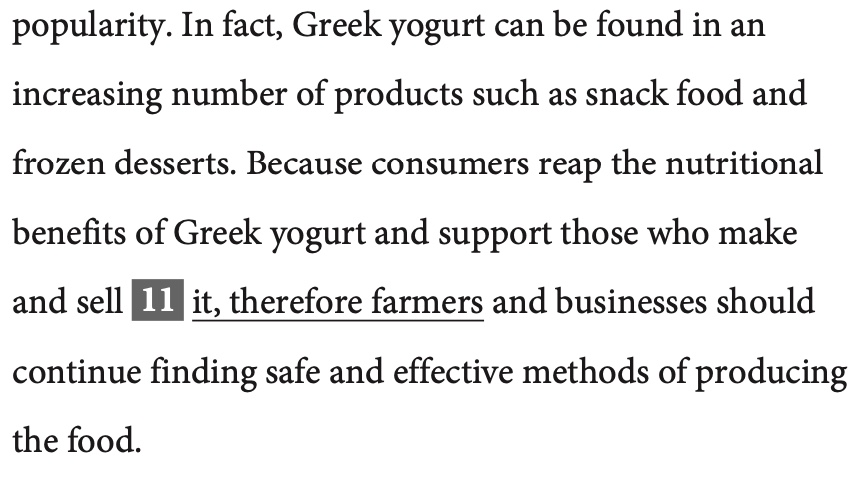 popularity. In fact, Greek yogurt can be found in an
increasing number of products such as snack food and
frozen desserts. Because consumers reap the nutritional
benefits of Greek yogurt and support those who make
and sell 11 it, therefore farmers and businesses should
continue finding safe and effective methods of producing
the food.